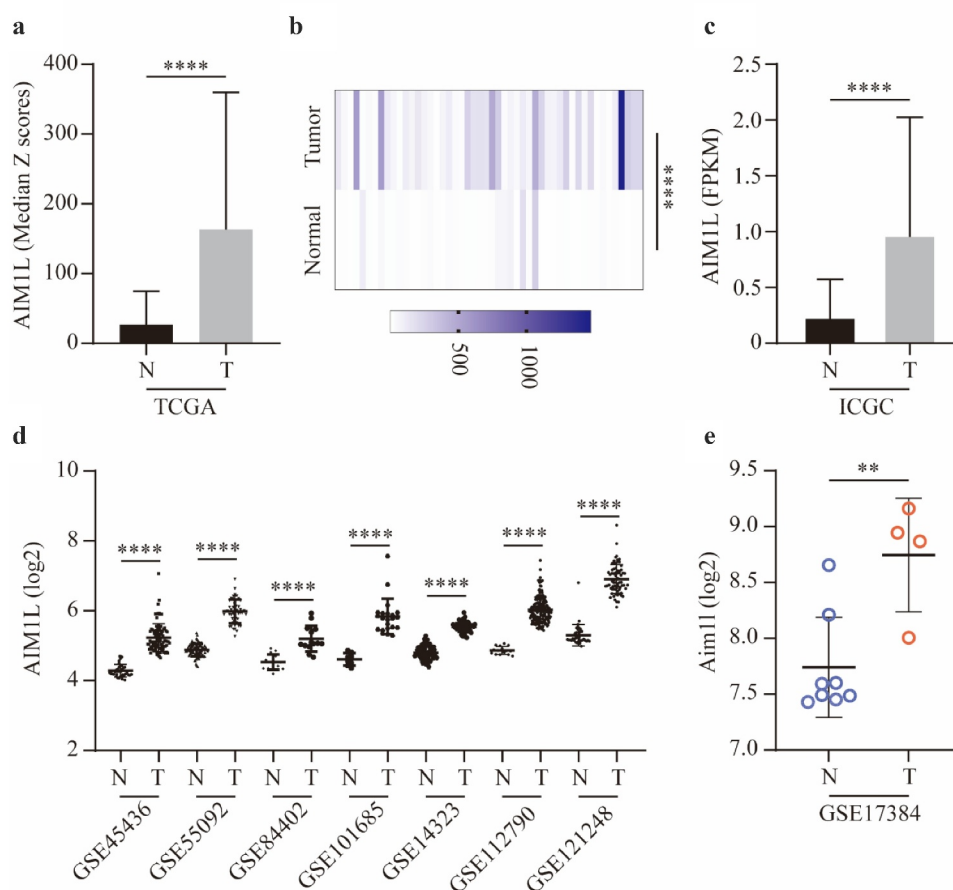 a
AIM1L (Median Z scores)
400
300
200
100
0
****
N T
TCGA
b
Tumor
Normal
****
500
1000
c
AIM1L (FPKM)
2.5
2.0
1.5
1.0
0.5
0
****
N T
ICGC
d
AIM1L (log2)
10
8
6
4
2
**** **** **** **** **** **** ****
N T N T N T N T N T N T N T
GSE45436
GSE55092
GSE84402
GSE101685
GSE14323
GSE112790
GSE121248
e
Aim1l (log2)
9.5
9.0
8.5
8.0
7.5
7.0
**
N T
GSE17384